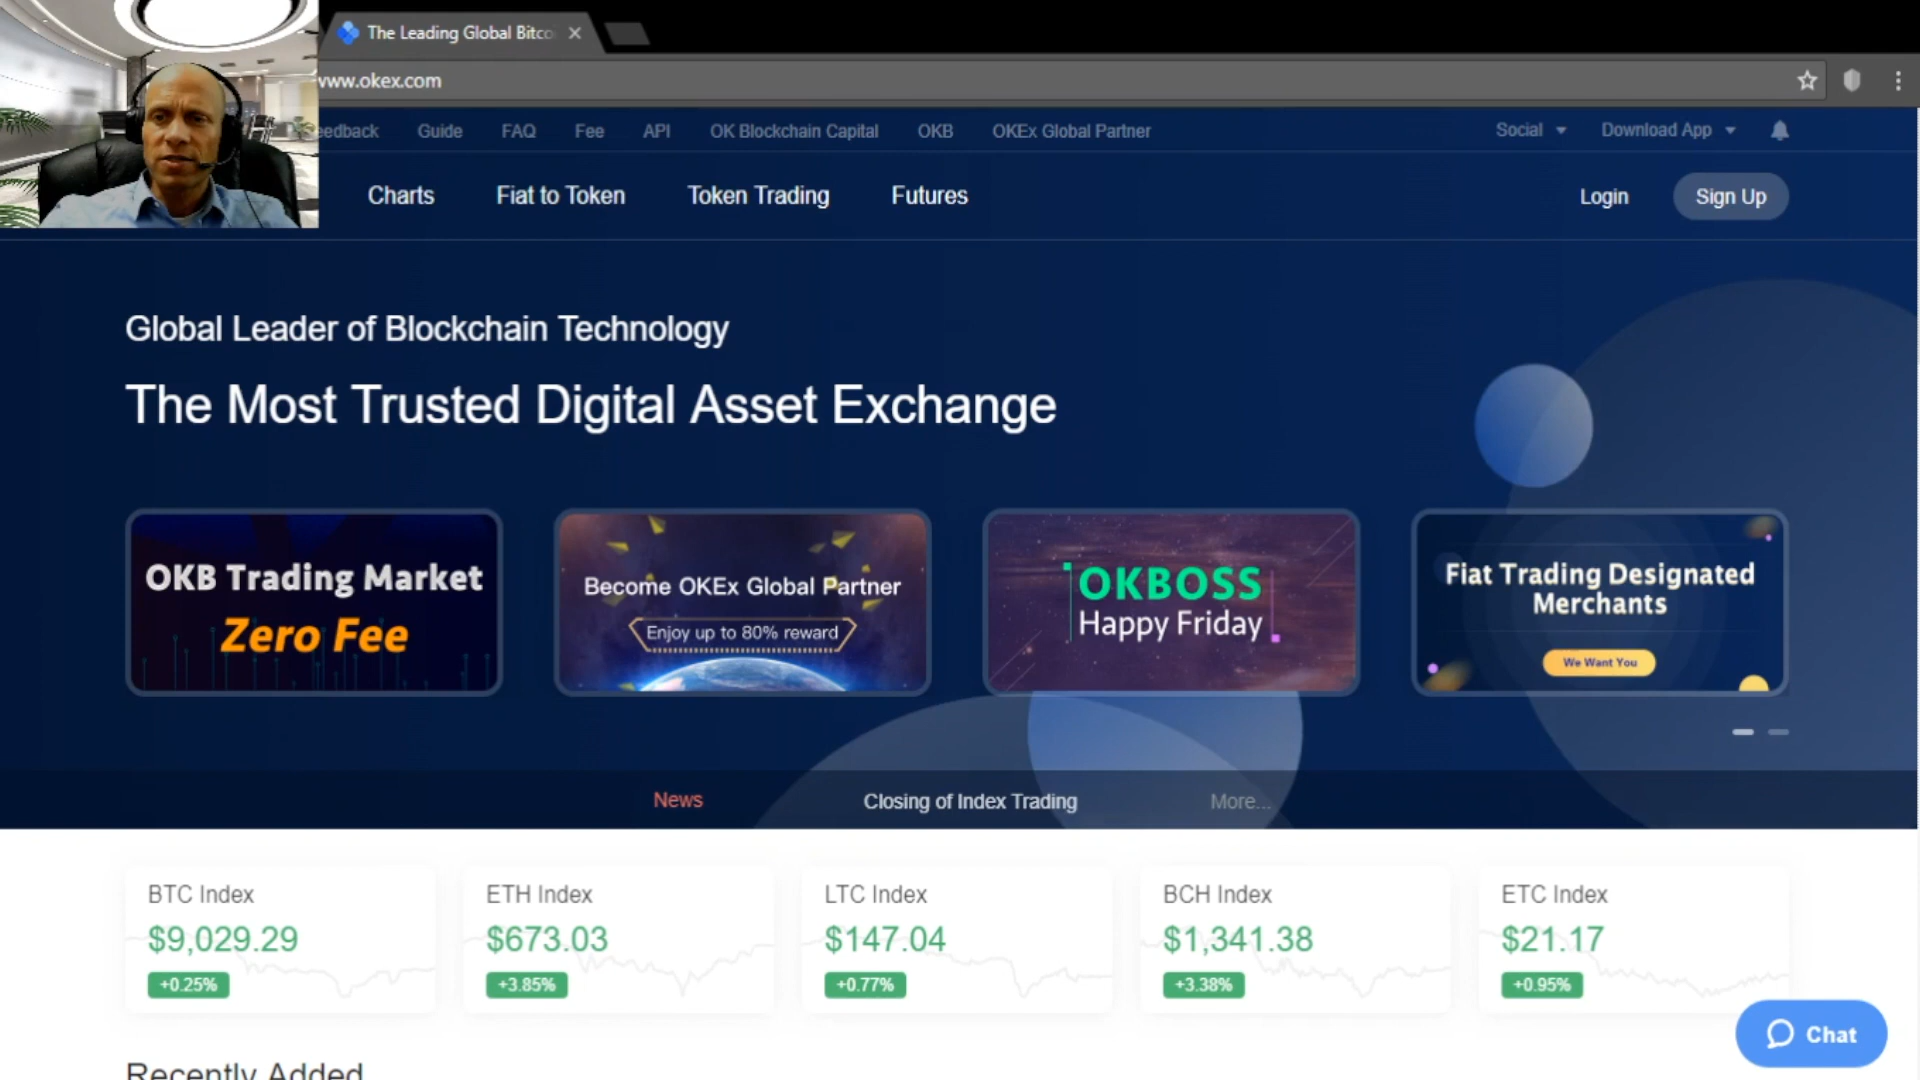 The Leading Global Bitco
www.okex.com
eedback Guide FAQ Fee API OK Blockchain Capital OKB OKEx Global Partner Social Download App
Charts Fiat to Token Token Trading Futures Login Sign Up
Global Leader of Blockchain Technology
The Most Trusted Digital Asset Exchange
OKB Trading Market
Zero Fee
Become OKEx Global Partner
Enjoy up to 80% reward
OKBOSS
Happy Friday
Fiat Trading Designated
Merchants
We Want You
News Closing of Index Trading More...
BTC Index
$9,029.29
+0.25%
ETH Index
$673.03
+3.85%
LTC Index
$147.04
+0.77%
BCH Index
$1,341.38
+3.38%
ETC Index
$21.17
+0.95%
Chat
Recently Added